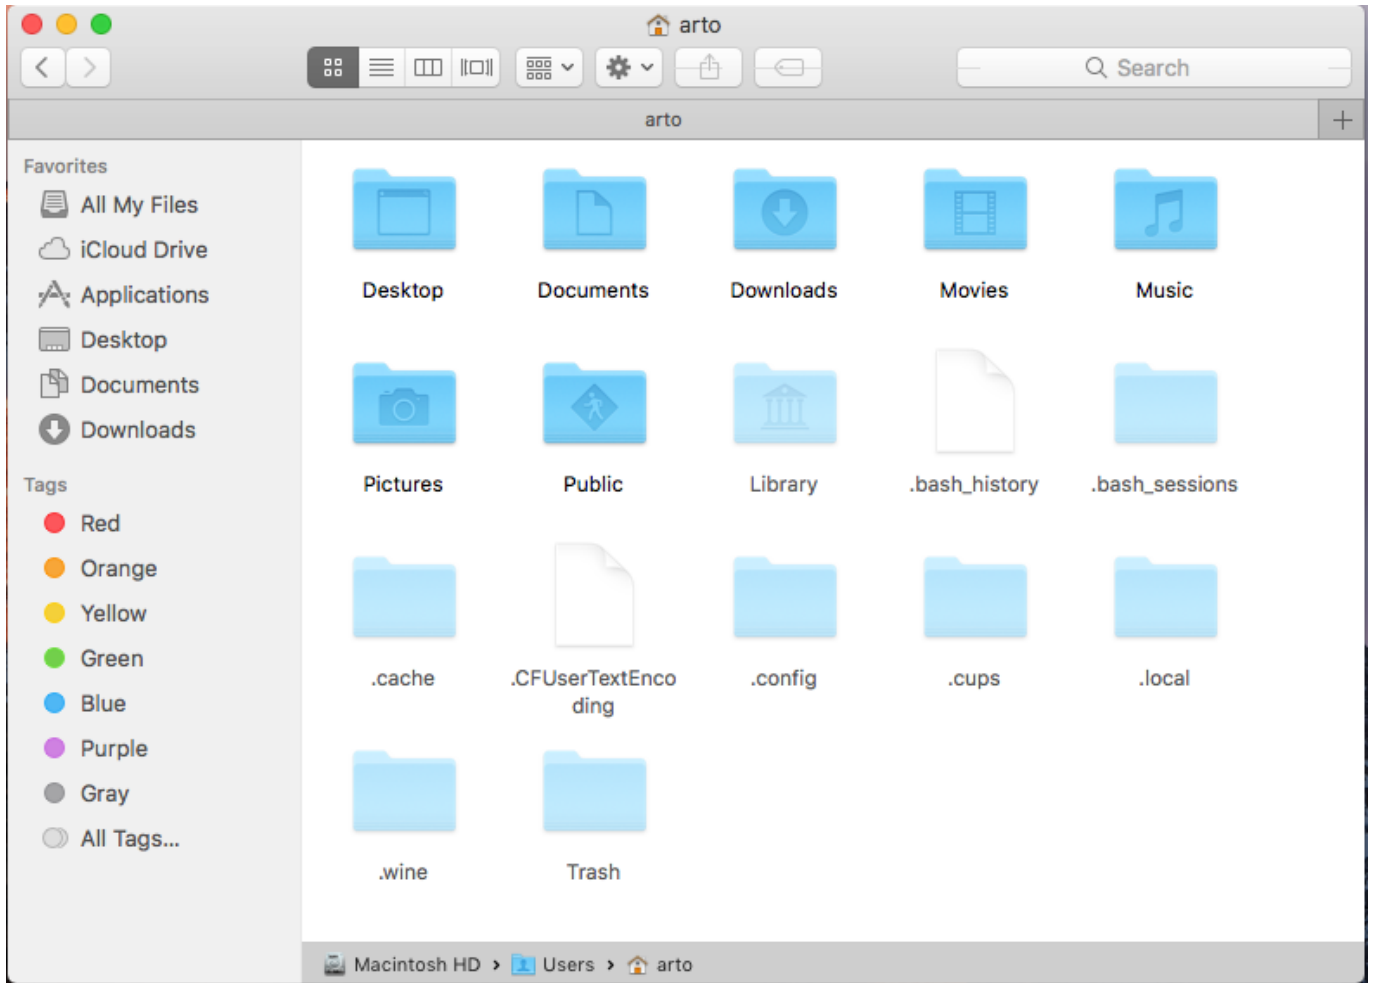 arto
Search
arto
Favorites
All My Files
iCloud Drive
Applications
Desktop
Documents
Downloads
Tags
Red
Orange
Yellow
Green
Blue
Purple
Gray
All Tags...
Desktop
Documents
Downloads
Movies
Music
Pictures
Public
Library
.bash_history
.bash_sessions
.cache
.CFUserTextEnco
ding
.config
.cups
.local
.wine
Trash
Macintosh HD › Users › arto